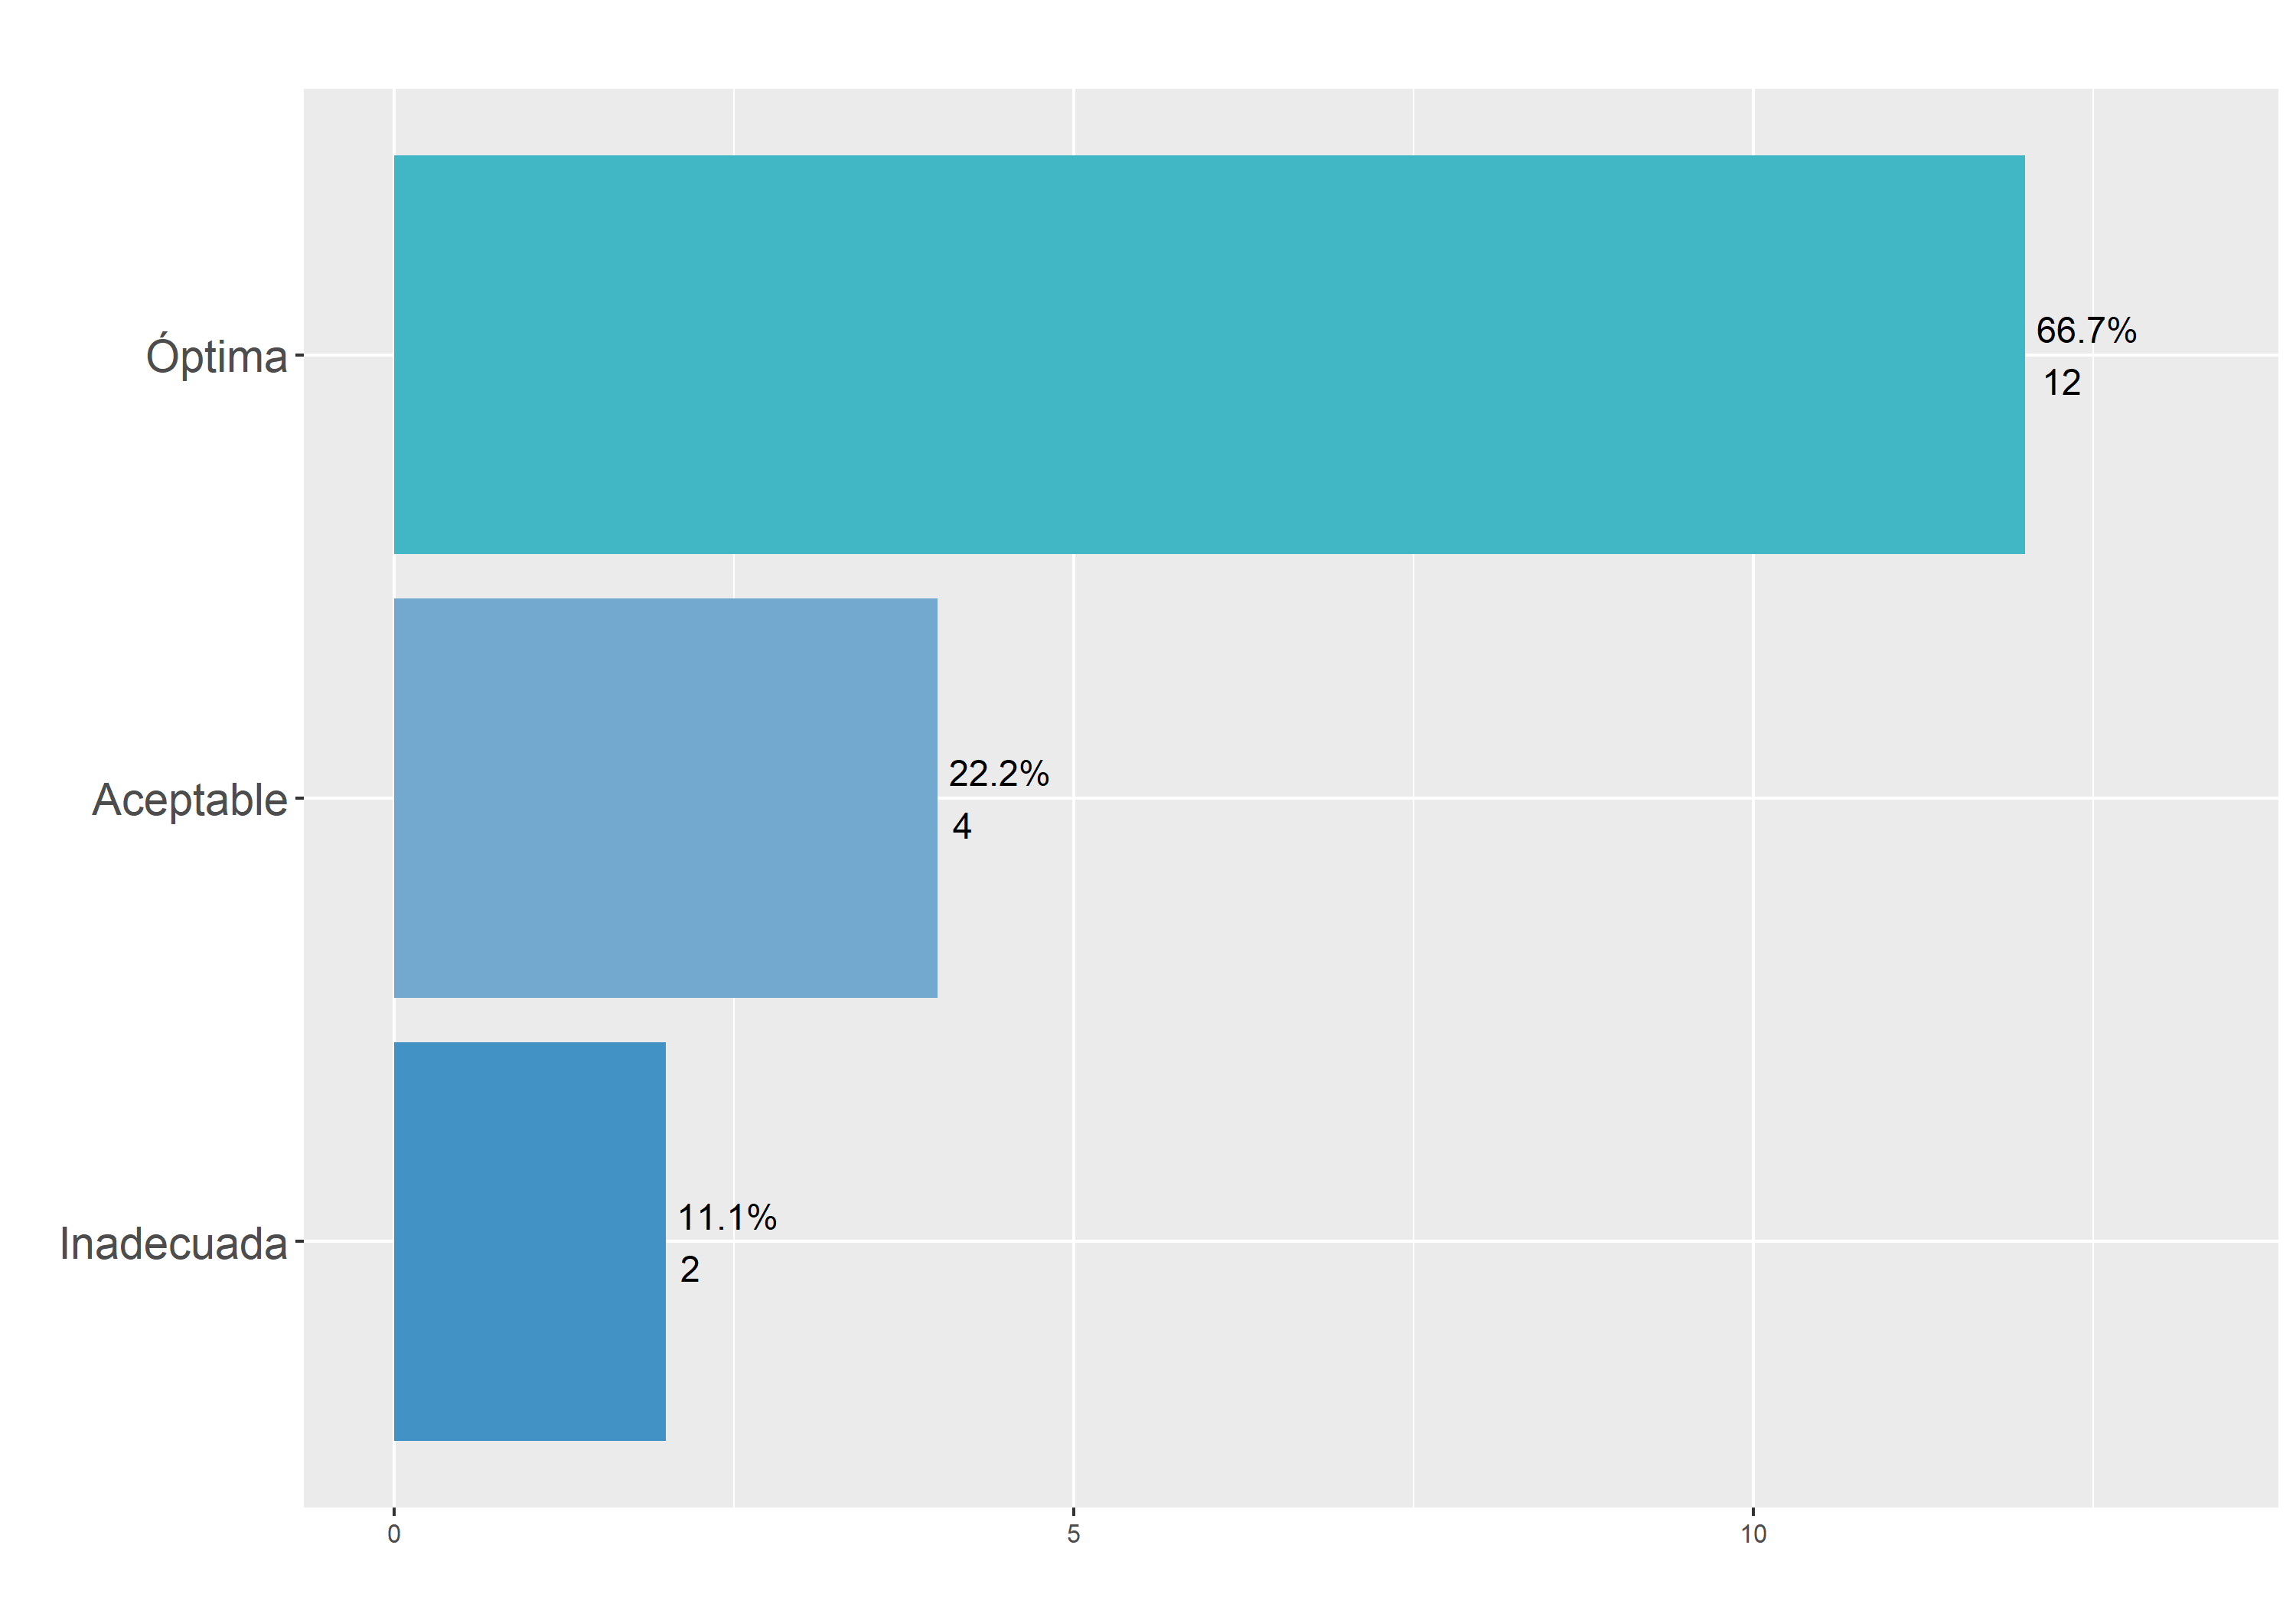 Óptima
66.7%
12
Aceptable
22.2%
4
Inadecuada
11.1%
2
0 5 10